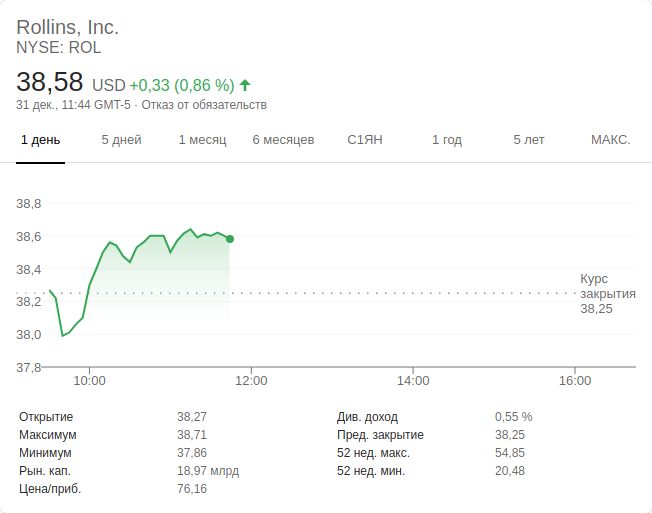 Rollins, Inc.
NYSE: ROL
38,58 USD +0,33 (0,86 %)
31 дек., 11:44 GMT-5 · Отказ от обязательств
1 день 5 дней 1 месяц 6 месяцев С1ЯН 1 год 5 лет МАКС.
38,8
38,6
38,4
38,2
38,0
37,8
Курс
закрытия
38,25
10:00 12:00 14:00 16:00
Открытие 38,27 Див. доход 0,55 %
Максимум 38,71 Пред. закрытие 38,25
Минимум 37,86 52 нед. макс. 54,85
Рын. кап. 18,97 млрд 52 нед. мин. 20,48
Цена/приб. 76,16